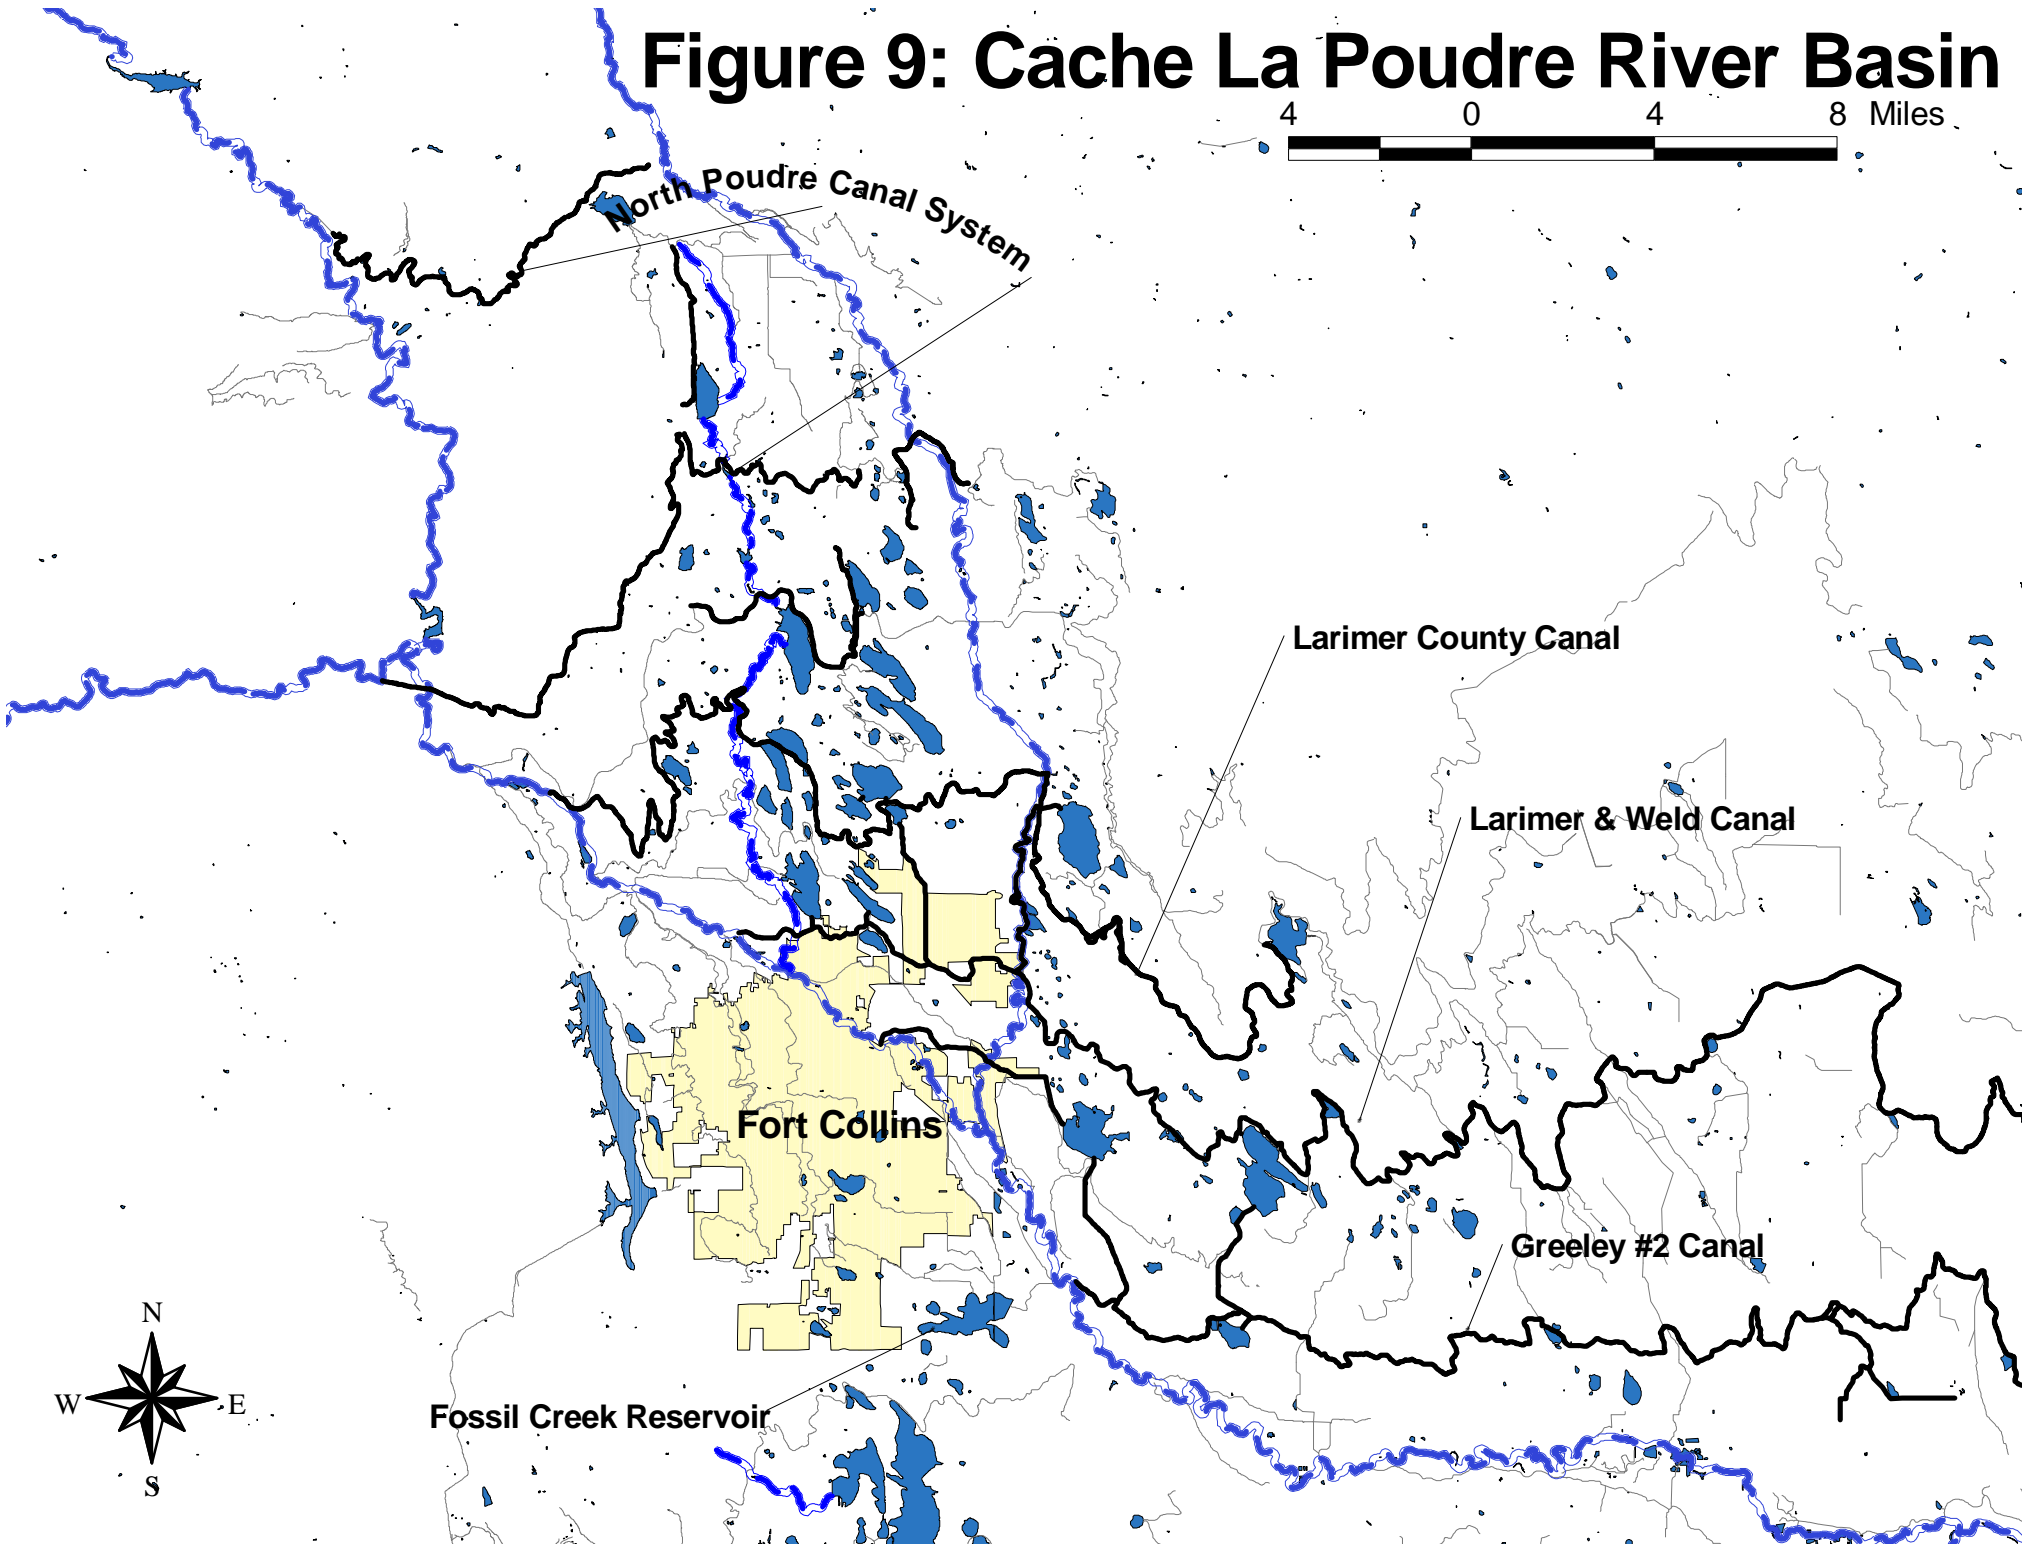 Figure 9: Cache La Poudre River Basin
4 0 4 8 Miles
North Poudre Canal System
Larimer County Canal
Larimer & Weld Canal
Fort Collins
Greeley #2 Canal
Fossil Creek Reservoir
N
W E
S